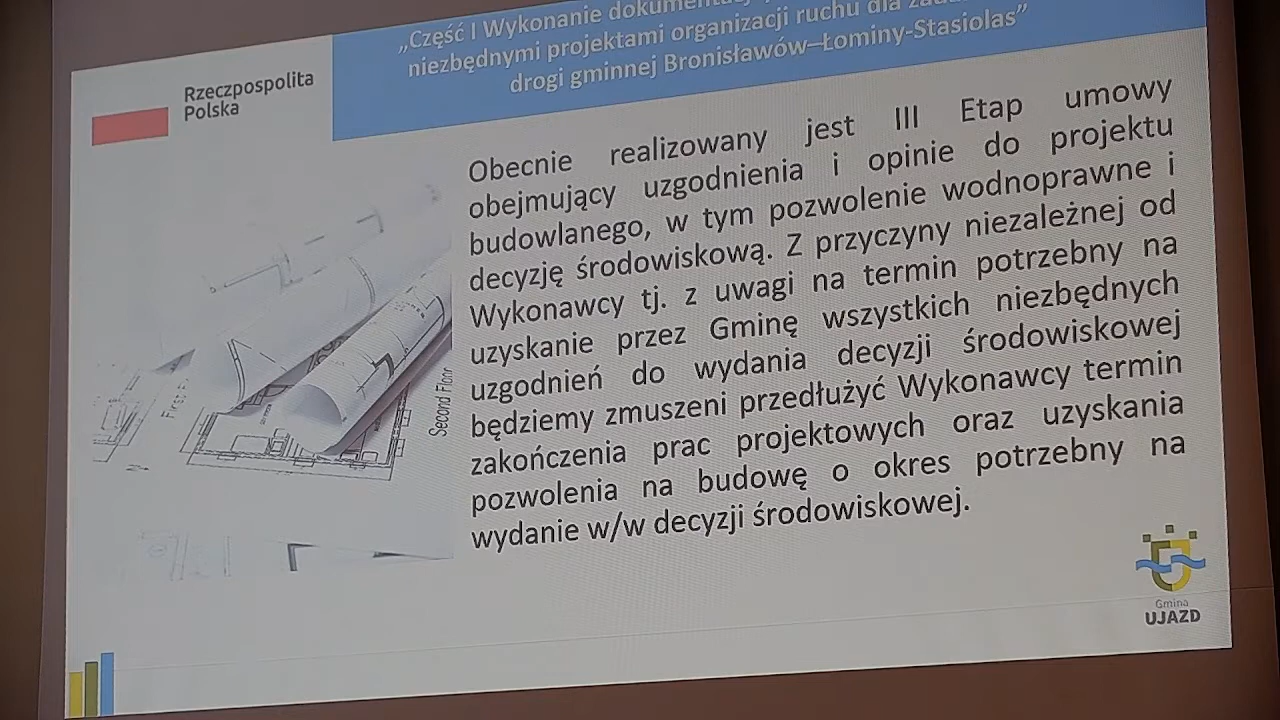 „Część I Wykonanie dokumentacji
niezbędnymi projektami organizacji ruchu dla
drogi gminnej Bronisławów–Łominy-Stasiolas”
Rzeczpospolita
Polska
Obecnie realizowany jest III Etap umowy
obejmujący uzgodnienia i opinie do projektu
budowlanego, w tym pozwolenie wodnoprawne i
decyzję środowiskową. Z przyczyny niezależnej od
Wykonawcy tj. z uwagi na termin potrzebny na
uzyskanie przez Gminę wszystkich niezbędnych
uzgodnień do wydania decyzji środowiskowej
będziemy zmuszeni przedłużyć Wykonawcy termin
zakończenia prac projektowych oraz uzyskania
pozwolenia na budowę o okres potrzebny na
wydanie w/w decyzji środowiskowej.
Second Floor
Gmina
UJAZD